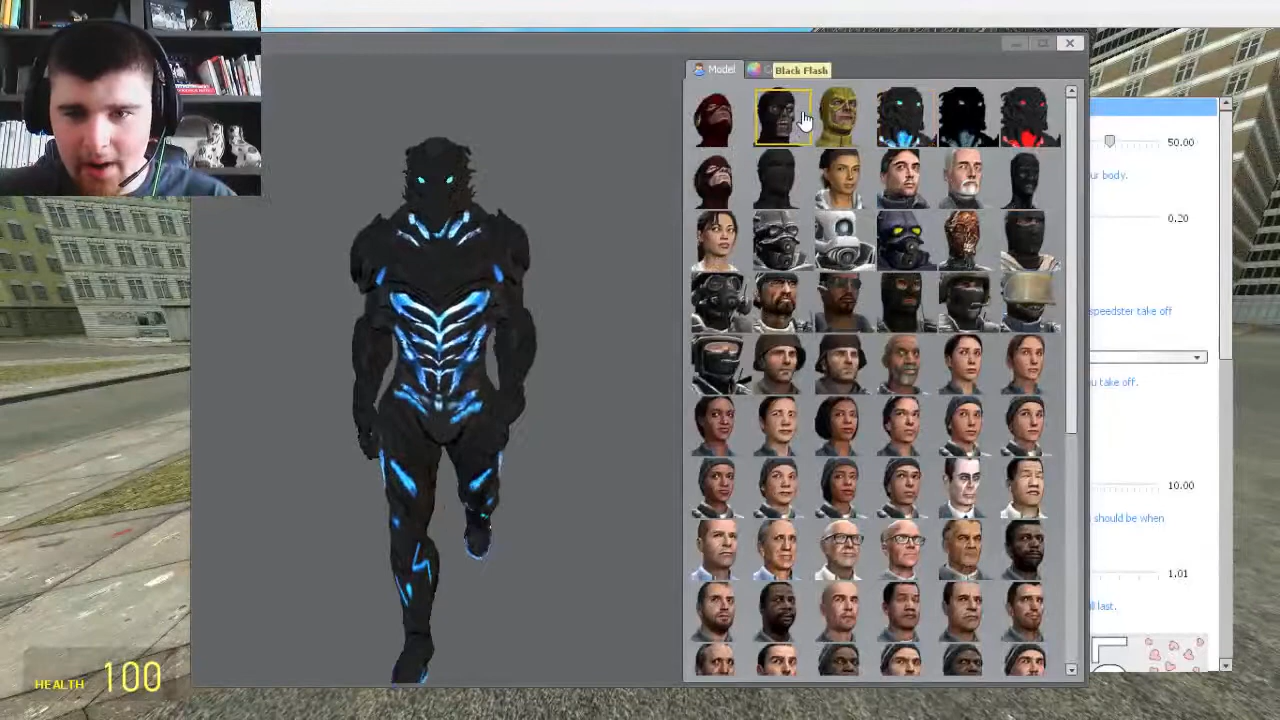 Model
Black Flash
50.00
ur body.
0.20
speedster take off
u take off.
10.00
s should be when
1.01
ll last.
HEALTH 100